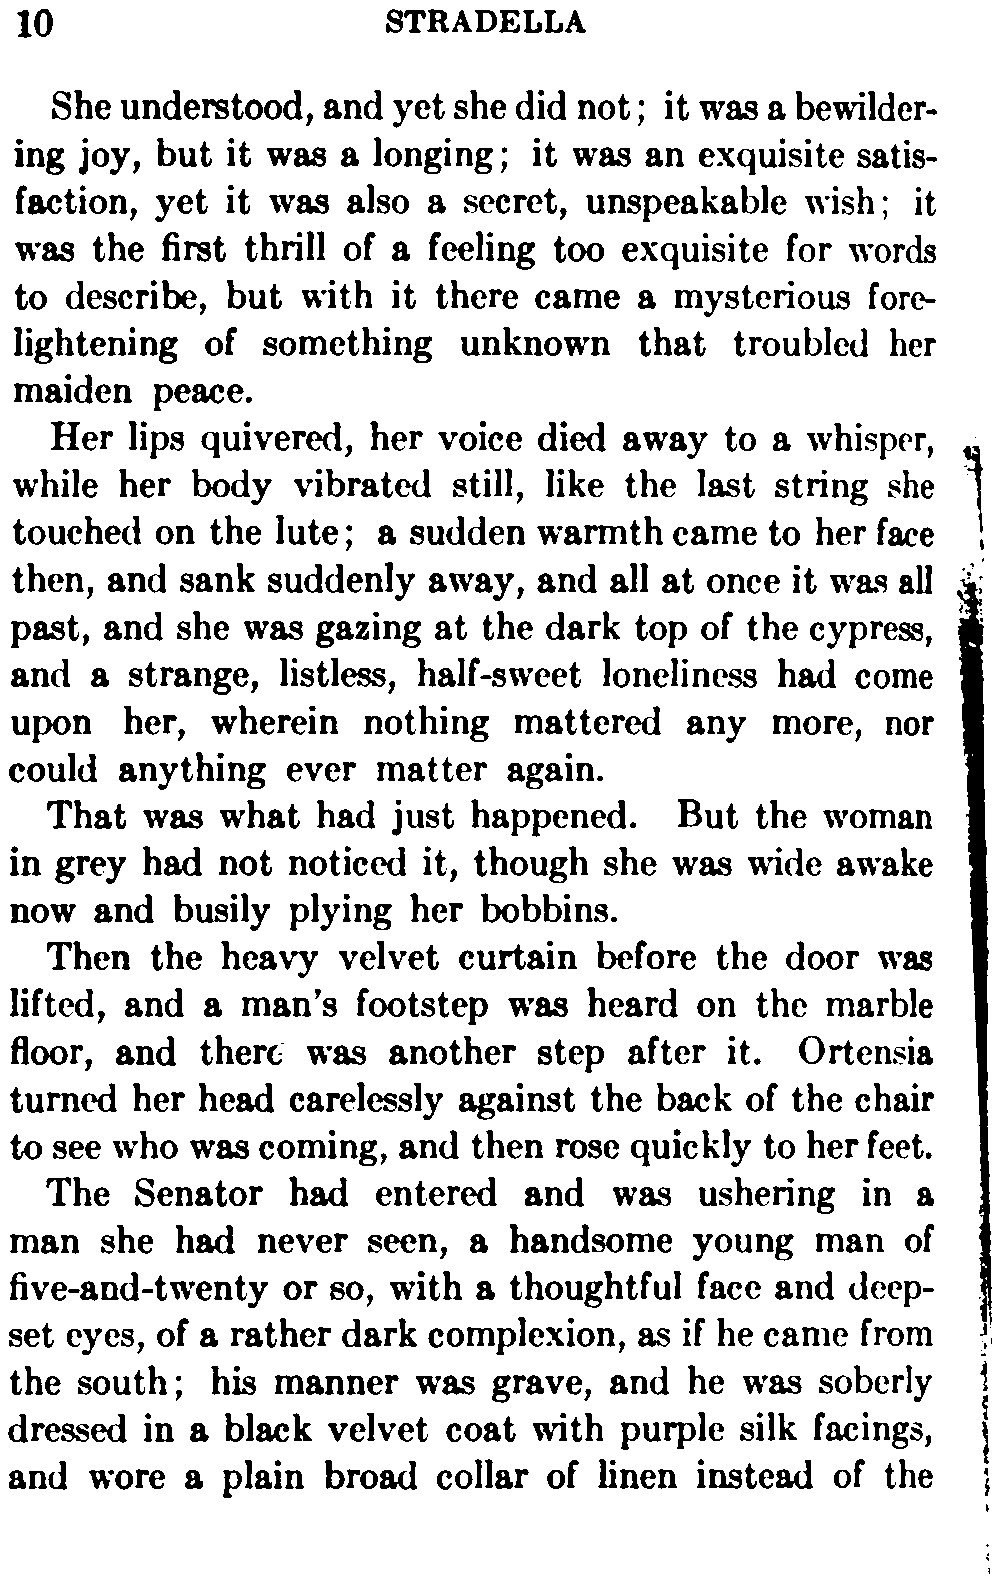 10 STRADELLA
She understood, and yet she did not; it was a bewilder-
ing joy, but it was a longing; it was an exquisite satis-
faction, yet it was also a secret, unspeakable wish; it
was the first thrill of a feeling too exquisite for words
to describe, but with it there came a mysterious fore-
lightening of something unknown that troubled her
maiden peace.
Her lips quivered, her voice died away to a whisper,
while her body vibrated still, like the last string she
touched on the lute; a sudden warmth came to her face
then, and sank suddenly away, and all at once it was all
past, and she was gazing at the dark top of the cypress,
and a strange, listless, half-sweet loneliness had come
upon her, wherein nothing mattered any more, nor
could anything ever matter again.
That was what had just happened. But the woman
in grey had not noticed it, though she was wide awake
now and busily plying her bobbins.
Then the heavy velvet curtain before the door was
lifted, and a man's footstep was heard on the marble
floor, and there was another step after it. Ortensia
turned her head carelessly against the back of the chair
to see who was coming, and then rose quickly to her feet.
The Senator had entered and was ushering in a
man she had never seen, a handsome young man of
five-and-twenty or so, with a thoughtful face and deep-
set eyes, of a rather dark complexion, as if he came from
the south; his manner was grave, and he was soberly
dressed in a black velvet coat with purple silk facings,
and wore a plain broad collar of linen instead of the